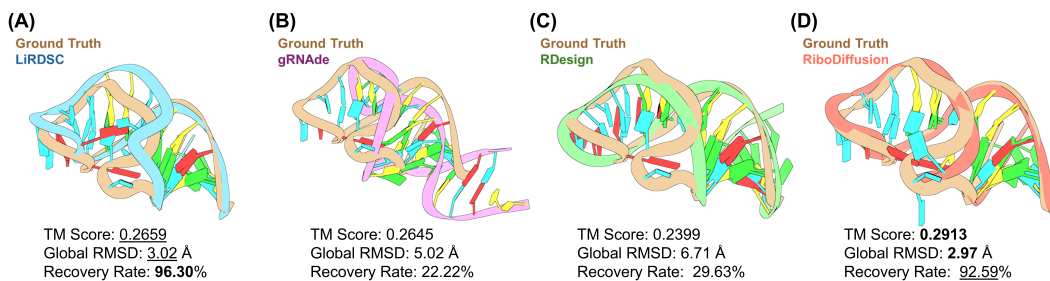 (A)
Ground Truth
LiRDSC
TM Score: 0.2659
Global RMSD: 3.02 Å
Recovery Rate: 96.30%
(B)
Ground Truth
gRNAde
TM Score: 0.2645
Global RMSD: 5.02 Å
Recovery Rate: 22.22%
(C)
Ground Truth
RDesign
TM Score: 0.2399
Global RMSD: 6.71 Å
Recovery Rate: 29.63%
(D)
Ground Truth
RiboDiffusion
TM Score: 0.2913
Global RMSD: 2.97 Å
Recovery Rate: 92.59%